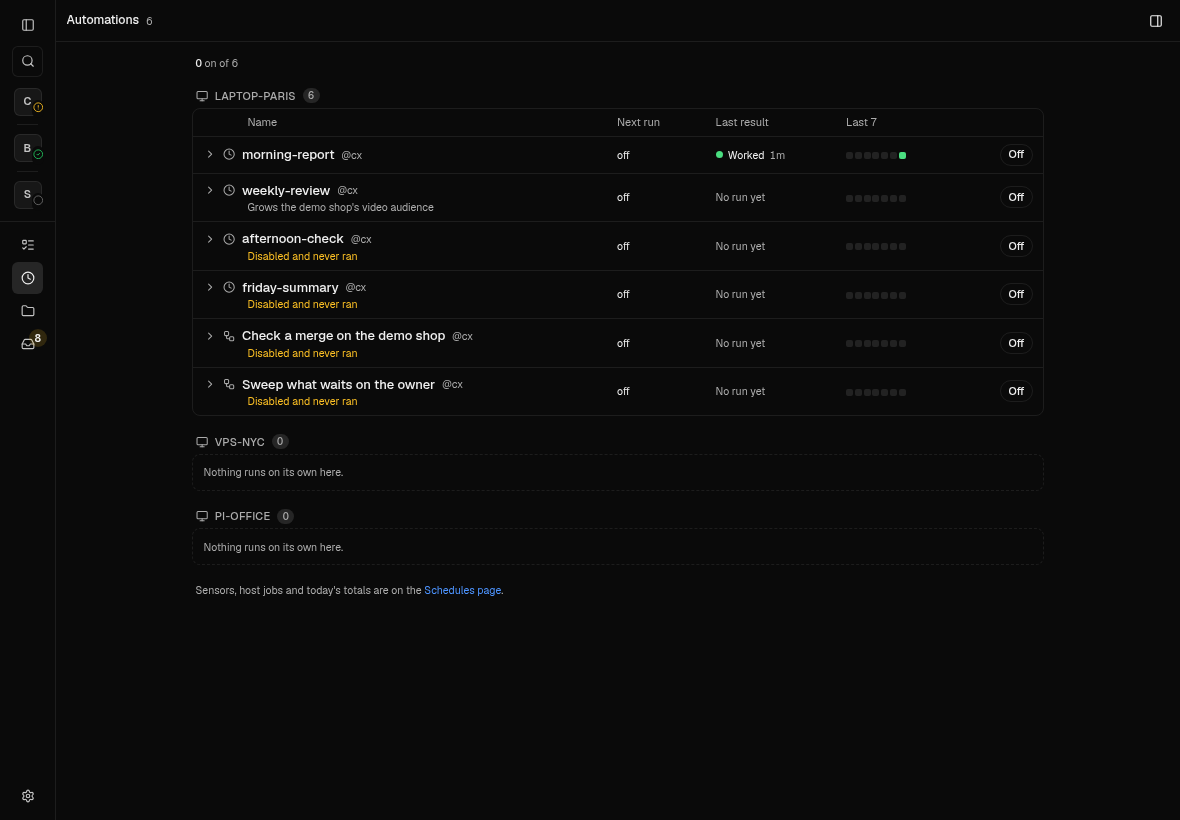 Automations 6
0 on of 6
C
B
S
8
LAPTOP-PARIS 6
Name Next run Last result Last 7
morning-report @cx off Worked 1m Off
weekly-review @cx off No run yet Off
Grows the demo shop's video audience
afternoon-check @cx off No run yet Off
Disabled and never ran
friday-summary @cx off No run yet Off
Disabled and never ran
Check a merge on the demo shop @cx off No run yet Off
Disabled and never ran
Sweep what waits on the owner @cx off No run yet Off
Disabled and never ran
VPS-NYC 0
Nothing runs on its own here.
PI-OFFICE 0
Nothing runs on its own here.
Sensors, host jobs and today's totals are on the Schedules page.